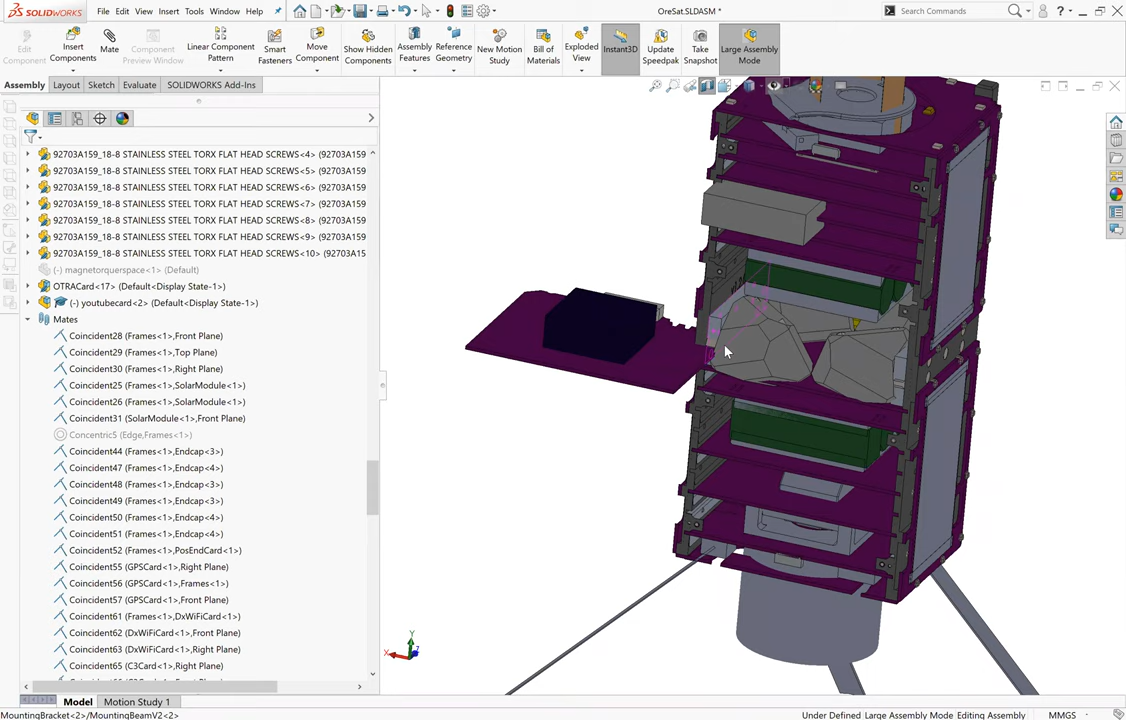 SOLIDWORKS
File Edit View Insert Tools Window Help
OreSat.SLDASM *
Search Commands
Edit Component
Insert Components
Mate
Component Preview Window
Linear Component Pattern
Smart Fasteners
Move Component
Show Hidden Components
Assembly Features
Reference Geometry
New Motion Study
Bill of Materials
Exploded View
Instant3D
Update Speedpak
Take Snapshot
Large Assembly Mode
Assembly Layout Sketch Evaluate SOLIDWORKS Add-Ins
92703A159_18-8 STAINLESS STEEL TORX FLAT HEAD SCREWS<4> (92703A159
92703A159_18-8 STAINLESS STEEL TORX FLAT HEAD SCREWS<5> (92703A159
92703A159_18-8 STAINLESS STEEL TORX FLAT HEAD SCREWS<6> (92703A159
92703A159_18-8 STAINLESS STEEL TORX FLAT HEAD SCREWS<7> (92703A159
92703A159_18-8 STAINLESS STEEL TORX FLAT HEAD SCREWS<8> (92703A159
92703A159_18-8 STAINLESS STEEL TORX FLAT HEAD SCREWS<9> (92703A159
92703A159_18-8 STAINLESS STEEL TORX FLAT HEAD SCREWS<10> (92703A15
(-) magnetorquerspace<1> (Default)
OTRACard<17> (Default<Display State-1>)
(-) youtubecard<2> (Default<Display State-1>)
Mates
Coincident28 (Frames<1>,Front Plane)
Coincident29 (Frames<1>,Top Plane)
Coincident30 (Frames<1>,Right Plane)
Coincident25 (Frames<1>,SolarModule<1>)
Coincident26 (Frames<1>,SolarModule<1>)
Coincident31 (SolarModule<1>,Front Plane)
Concentric5 (Edge,Frames<1>)
Coincident44 (Frames<1>,Endcap<3>)
Coincident47 (Frames<1>,Endcap<4>)
Coincident48 (Frames<1>,Endcap<3>)
Coincident49 (Frames<1>,Endcap<3>)
Coincident50 (Frames<1>,Endcap<4>)
Coincident51 (Frames<1>,Endcap<4>)
Coincident52 (Frames<1>,PosEndCard<1>)
Coincident55 (GPSCard<1>,Right Plane)
Coincident56 (GPSCard<1>,Frames<1>)
Coincident57 (GPSCard<1>,Front Plane)
Coincident61 (Frames<1>,DxWiFiCard<1>)
Coincident62 (DxWiFiCard<1>,Front Plane)
Coincident63 (DxWiFiCard<1>,Right Plane)
Coincident65 (C3Card<1>,Right Plane)
Y
X
Z
Model Motion Study 1
MountingBracket<2>/MountingBeamV2<2>
Under Defined Large Assembly Mode Editing Assembly MMGS